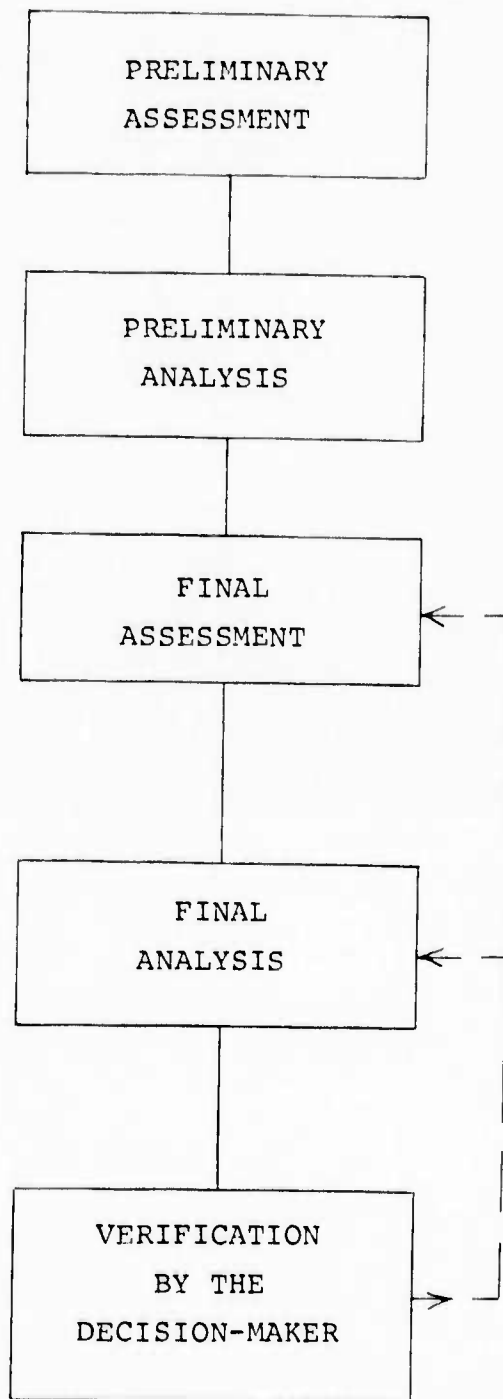 PRELIMINARY
ASSESSMENT
PRELIMINARY
ANALYSIS
FINAL
ASSESSMENT
FINAL
ANALYSIS
VERIFICATION
BY THE
DECISION-MAKER